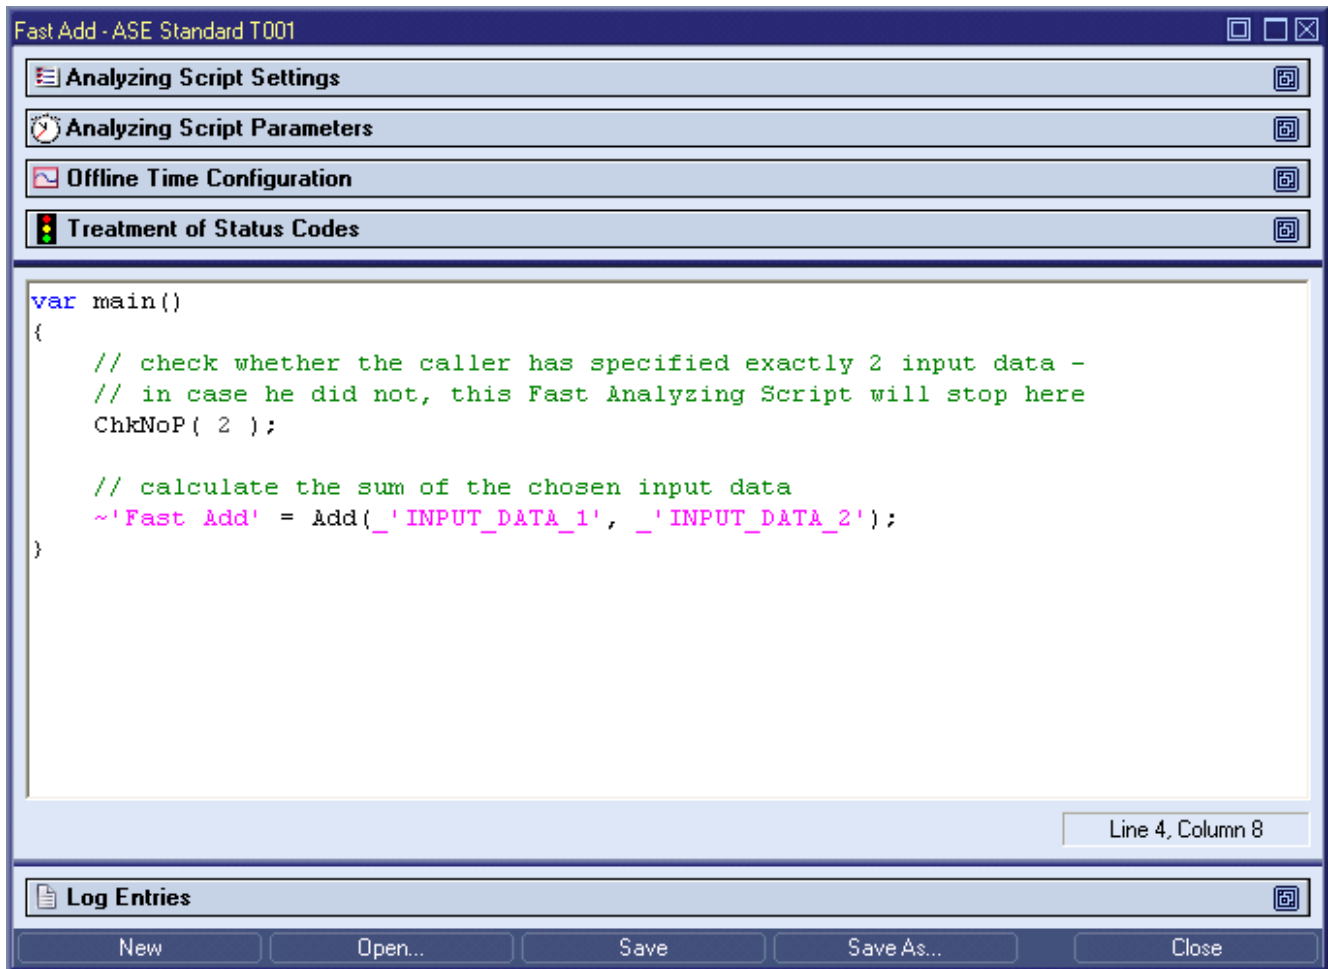 Fast Add - ASE Standard T001
Analyzing Script Settings
Analyzing Script Parameters
Offline Time Configuration
Treatment of Status Codes
var main()
{
    // check whether the caller has specified exactly 2 input data -
    // in case he did not, this Fast Analyzing Script will stop here
    ChkNoP( 2 );
    // calculate the sum of the chosen input data
    ~'Fast Add' = Add(_'INPUT_DATA_1', _'INPUT_DATA_2');
}
Line 4, Column 8
Log Entries
New Open... Save Save As... Close